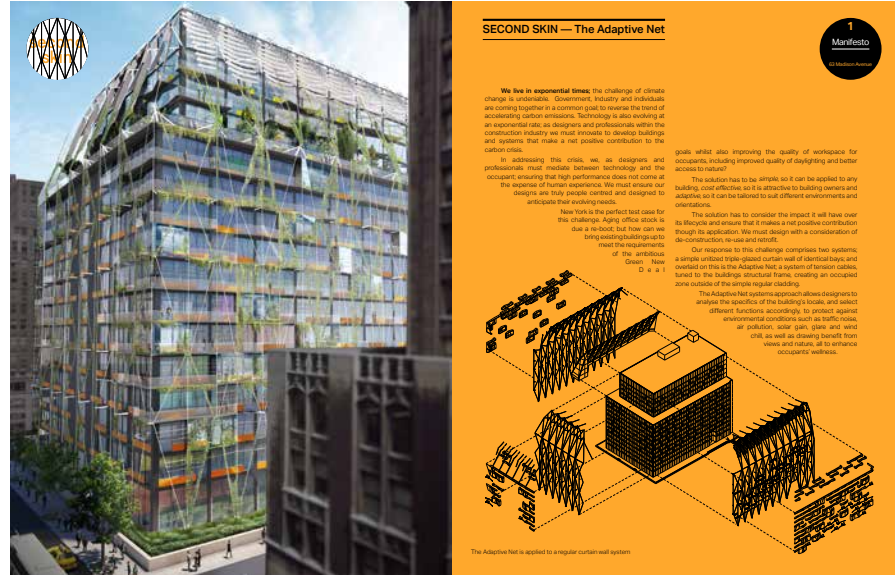 second
skin
SECOND SKIN — The Adaptive Net
1
Manifesto
63 Madison Avenue
We live in exponential times; the challenge of climate
change is undeniable. Government, Industry and individuals
are coming together in a common goal; to reverse the trend of
accelerating carbon emissions. Technology is also evolving at
an exponential rate; as designers and professionals within the
construction industry we must innovate to develop buildings
and systems that make a net positive contribution to the
carbon crisis.
In addressing this crisis, we, as designers and
professionals must mediate between technology and the
occupant; ensuring that high performance does not come at
the expense of human experience. We must ensure our
designs are truly people centred and designed to
anticipate their evolving needs.
New York is the perfect test case for
this challenge. Aging office stock is
due a re-boot; but how can we
bring existing buildings up to
meet the requirements
of the ambitious
Green New
Deal
goals whilst also improving the quality of workspace for
occupants, including improved quality of daylighting and better
access to nature?
The solution has to be simple, so it can be applied to any
building, cost effective, so it is attractive to building owners and
adaptive, so it can be tailored to suit different environments and
orientations.
The solution has to consider the impact it will have over
its lifecycle and ensure that it makes a net positive contribution
though its application. We must design with a consideration of
de-construction, re-use and retrofit.
Our response to this challenge comprises two systems;
a simple unitized triple-glazed curtain wall of identical bays; and
overlaid on this is the Adaptive Net; a system of tension cables,
tuned to the buildings structural frame, creating an occupied
zone outside of the simple regular cladding.
The Adaptive Net systems approach allows designers to
analyse the specifics of the building's locale, and select
different functions accordingly, to protect against
environmental conditions such as traffic noise,
air pollution, solar gain, glare and wind
chill, as well as drawing benefit from
views and nature, all to enhance
occupants' wellness.
The Adaptive Net is applied to a regular curtain wall system